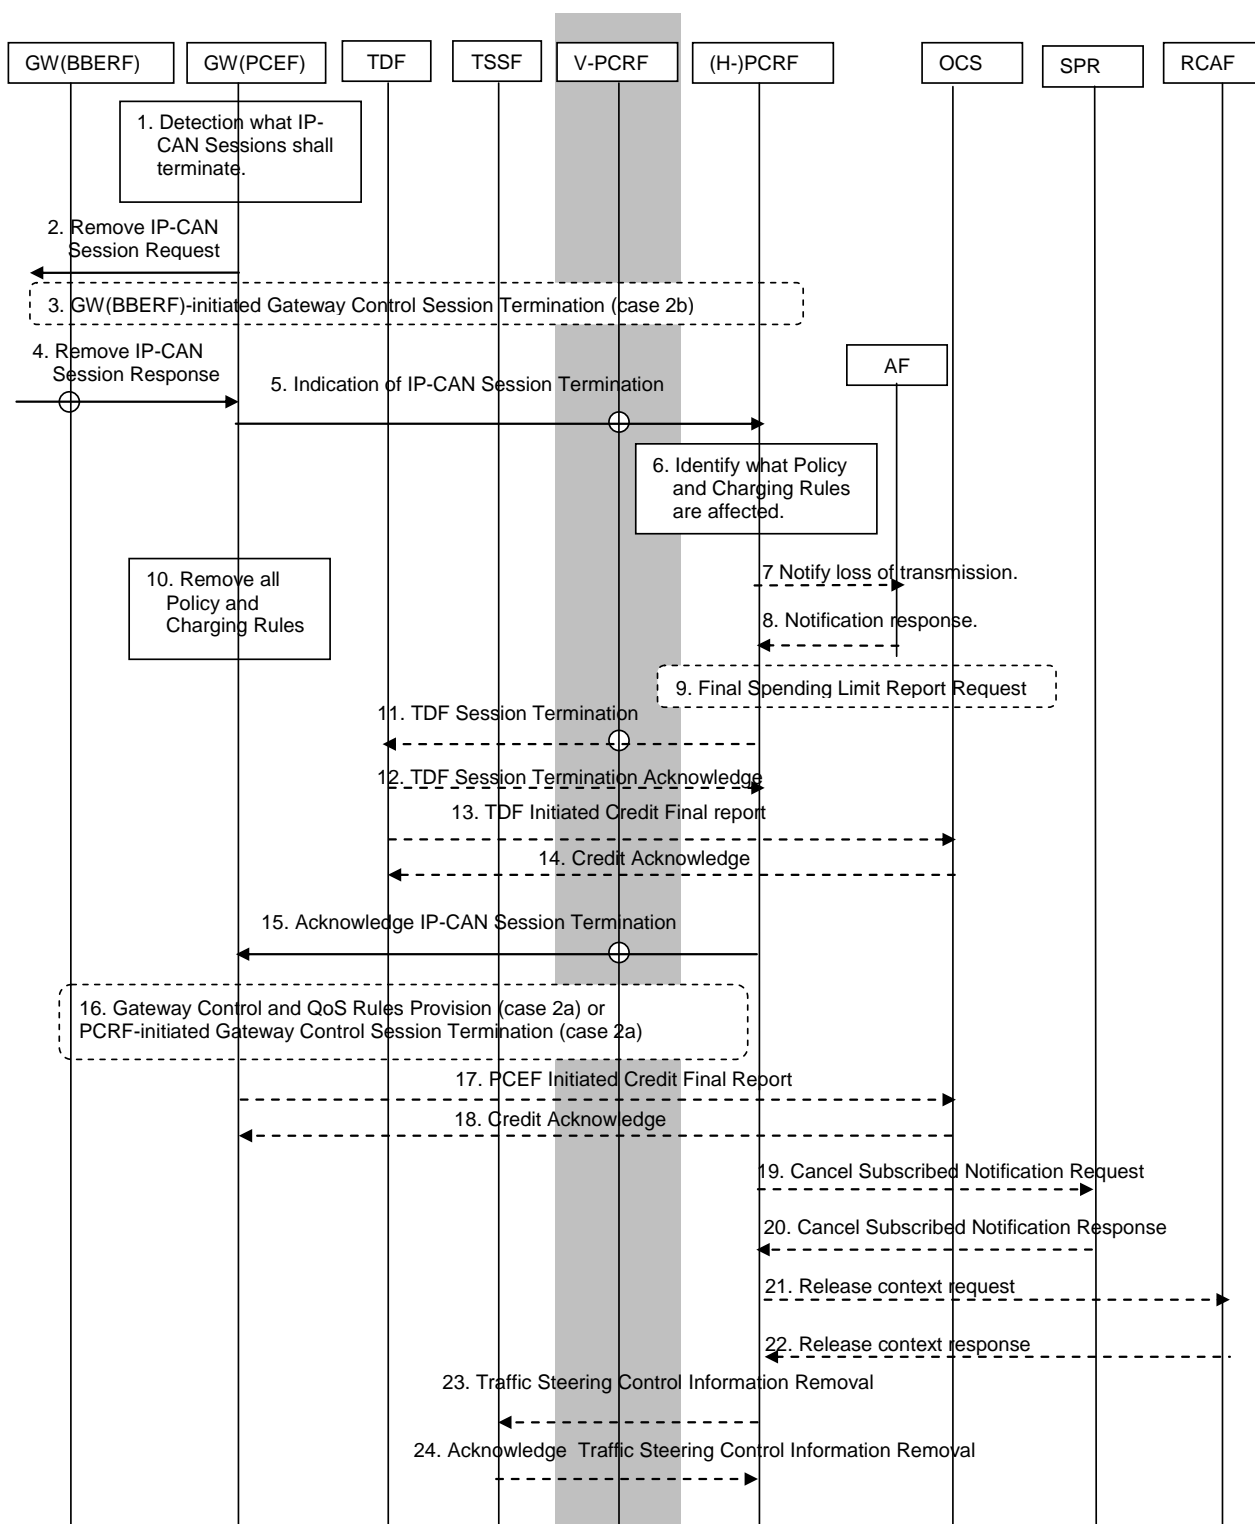 GW(BBERF)
GW(PCEF)
TDF
TSSF
V-PCRF
(H-)PCRF
OCS
SPR
RCAF
1. Detection what IP-
CAN Sessions shall
terminate.
2. Remove IP-CAN
Session Request
3. GW(BBERF)-initiated Gateway Control Session Termination (case 2b)
4. Remove IP-CAN
Session Response
AF
5. Indication of IP-CAN Session Termination
6. Identify what Policy
and Charging Rules
are affected.
7 Notify loss of transmission.
10. Remove all
Policy and
Charging Rules
8. Notification response.
9. Final Spending Limit Report Request
11. TDF Session Termination
12. TDF Session Termination Acknowledge
13. TDF Initiated Credit Final report
14. Credit Acknowledge
15. Acknowledge IP-CAN Session Termination
16. Gateway Control and QoS Rules Provision (case 2a) or
PCRF-initiated Gateway Control Session Termination (case 2a)
17. PCEF Initiated Credit Final Report
18. Credit Acknowledge
19. Cancel Subscribed Notification Request
20. Cancel Subscribed Notification Response
21. Release context request
22. Release context response
23. Traffic Steering Control Information Removal
24. Acknowledge  Traffic Steering Control Information Removal